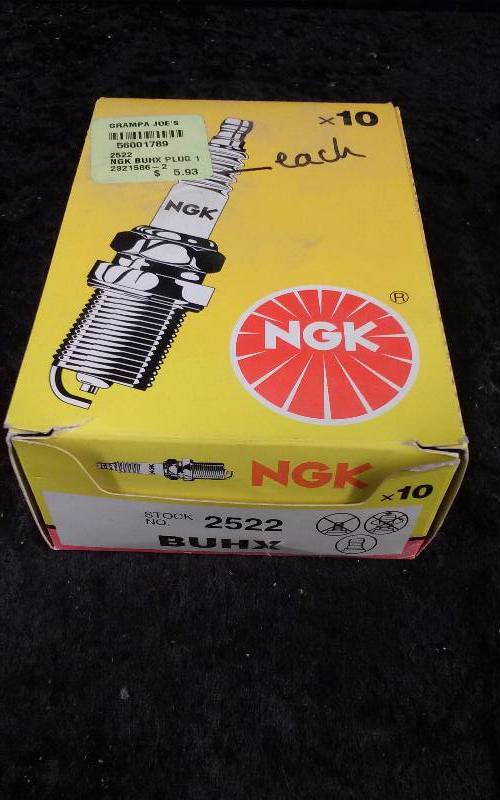 GRAMPA JOE'S
56001789
2522
NGK BUHX PLUG 1
2921586-2
$ 5.93
x10
each
NGK
NGK
®
NGK
NGK
x10
STOCK NO. 2522
BUHX